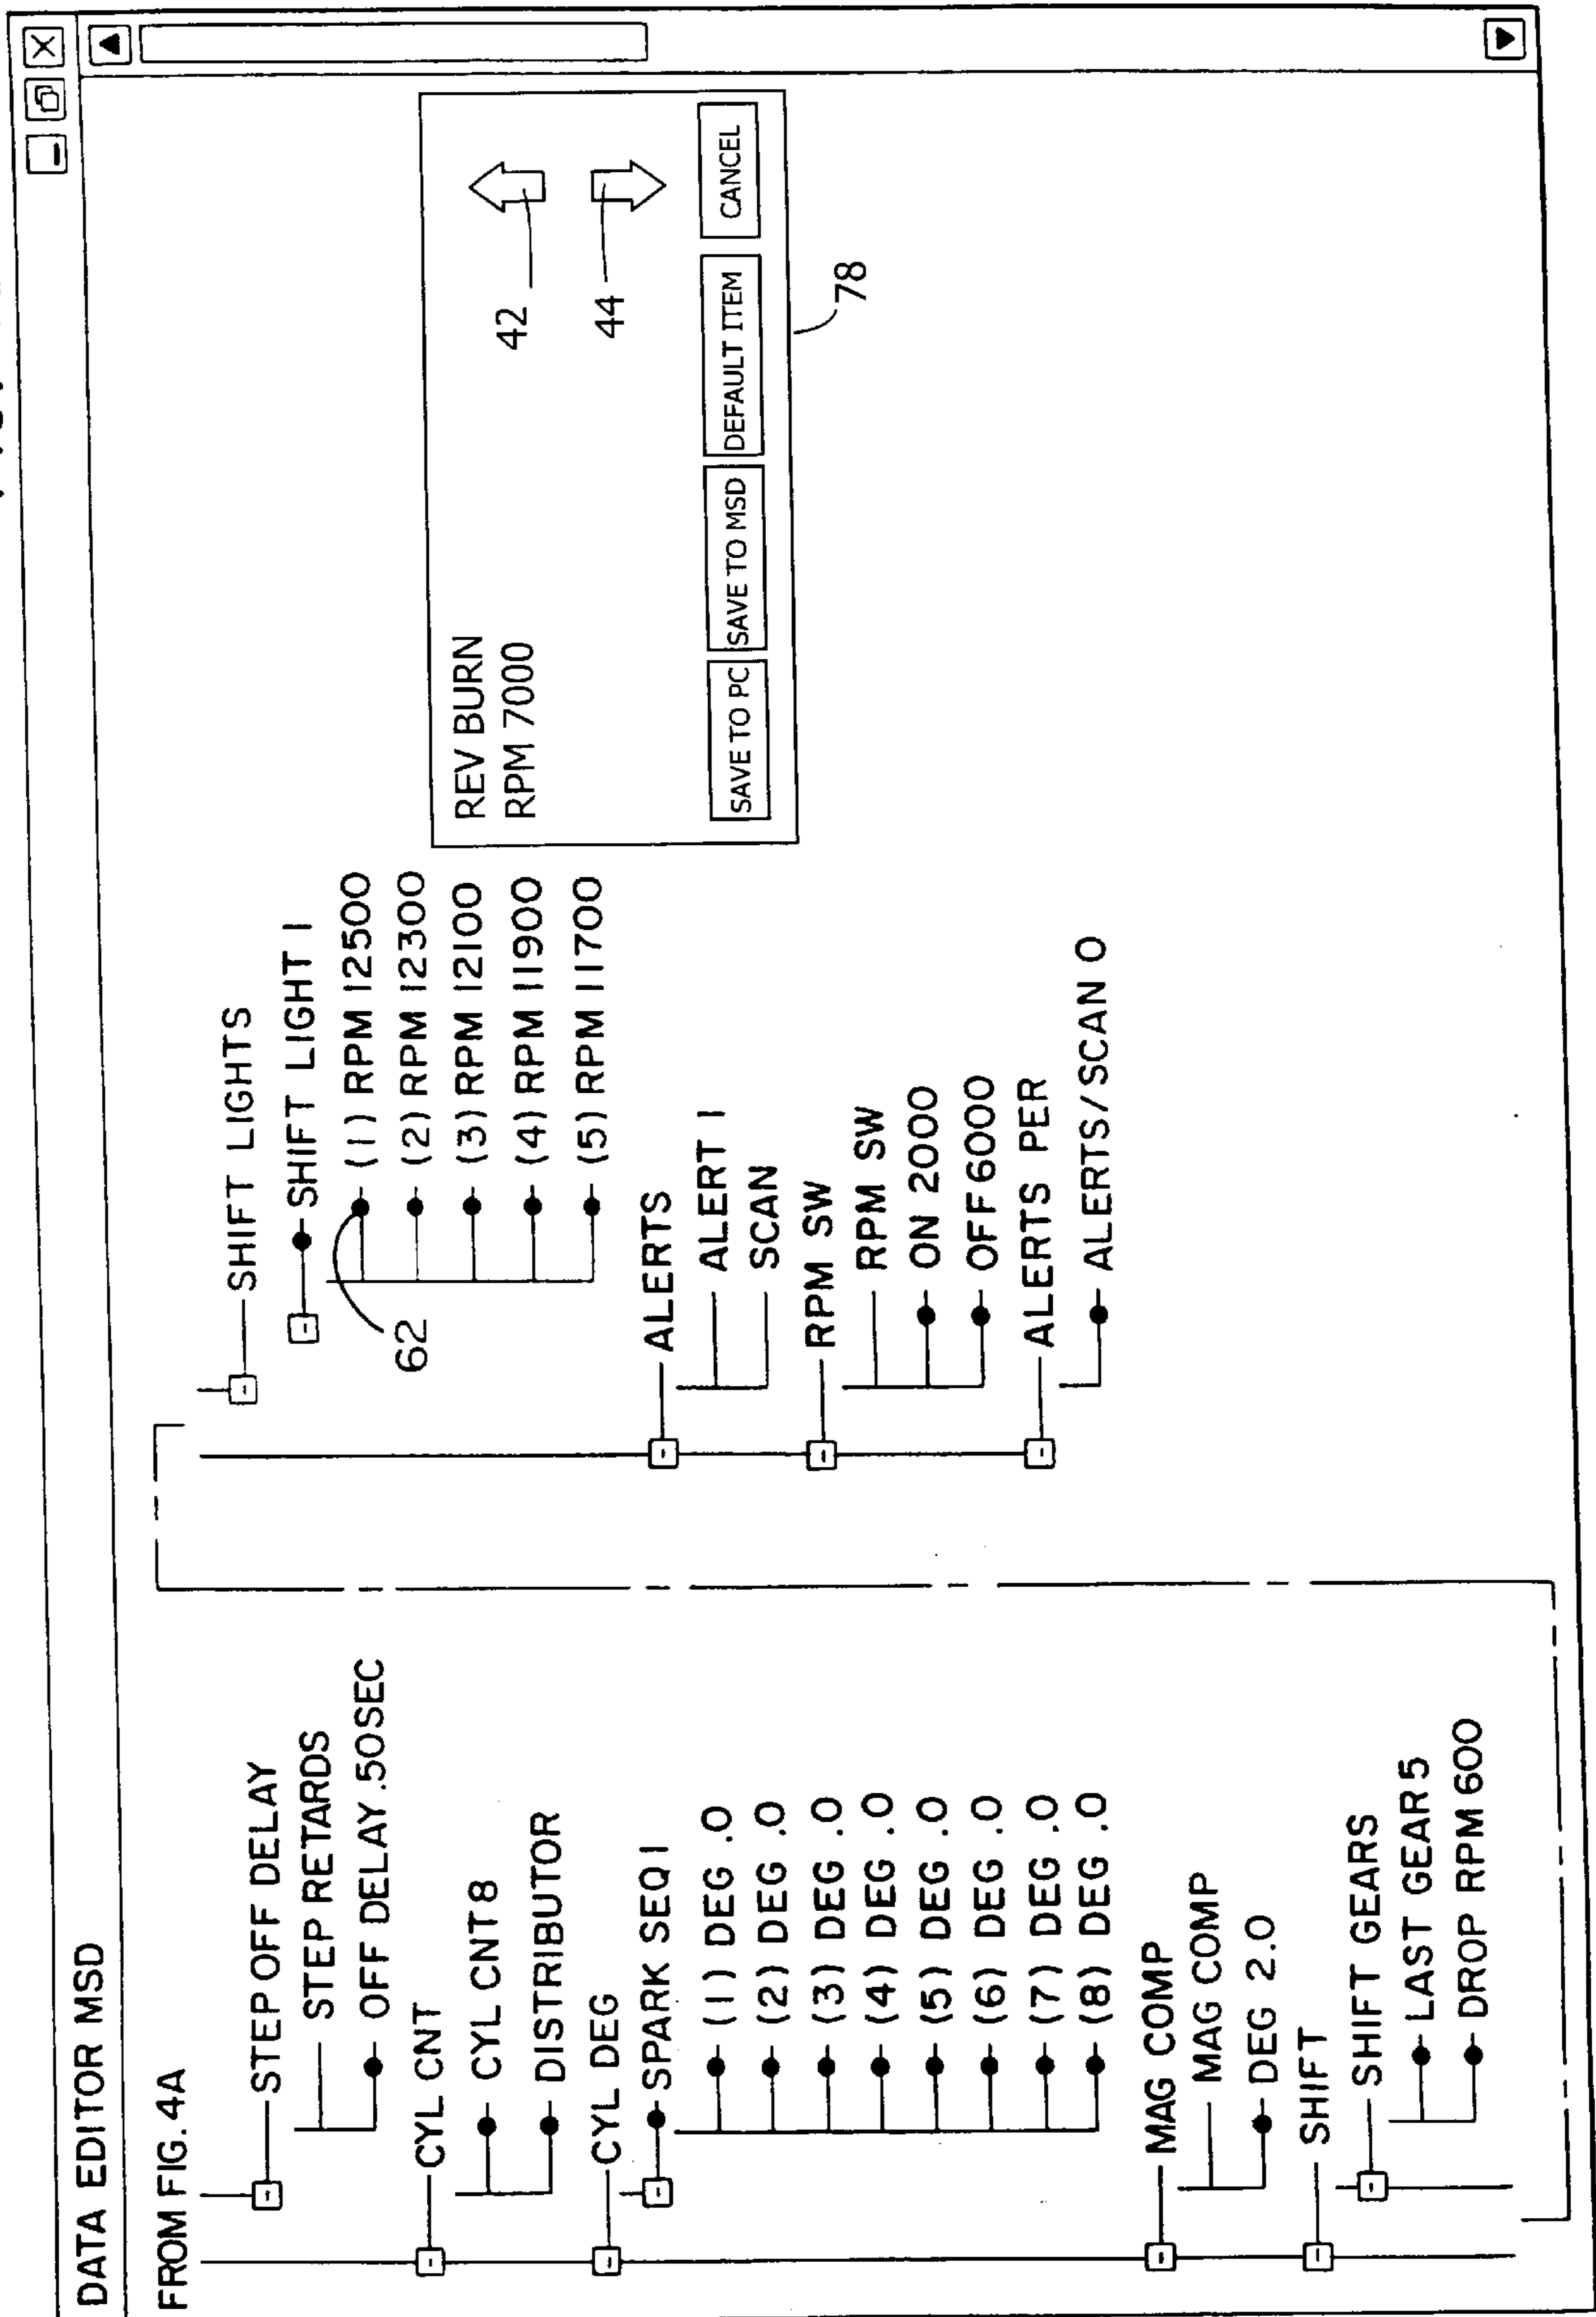 DATA EDITOR MSD
FROM FIG. 4A
STEP OFF DELAY
STEP RETARDS
OFF DELAY .50SEC
CYL CNT
CYL CNT 8
DISTRIBUTOR
CYL DEG
SPARK SEQ 1
(1) DEG .0
(2) DEG .0
(3) DEG .0
(4) DEG .0
(5) DEG .0
(6) DEG .0
(7) DEG .0
(8) DEG .0
MAG COMP
MAG COMP
DEG 2.0
SHIFT
SHIFT GEARS
LAST GEAR 5
DROP RPM 600
SHIFT LIGHTS
SHIFT LIGHT 1
(1) RPM 12500
(2) RPM 12300
(3) RPM 12100
(4) RPM 11900
(5) RPM 11700
62
ALERTS
ALERT 1
SCAN
RPM SW
RPM SW
ON 2000
OFF 6000
ALERTS PER
ALERTS/SCAN 0
REV BURN
RPM 7000
42
44
SAVE TO PC
SAVE TO MSD
DEFAULT ITEM
CANCEL
78